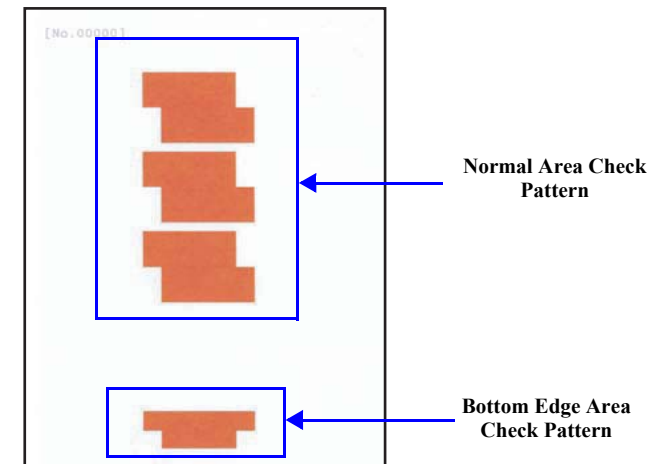 [No.00000]
Normal Area Check
Pattern
Bottom Edge Area
Check Pattern